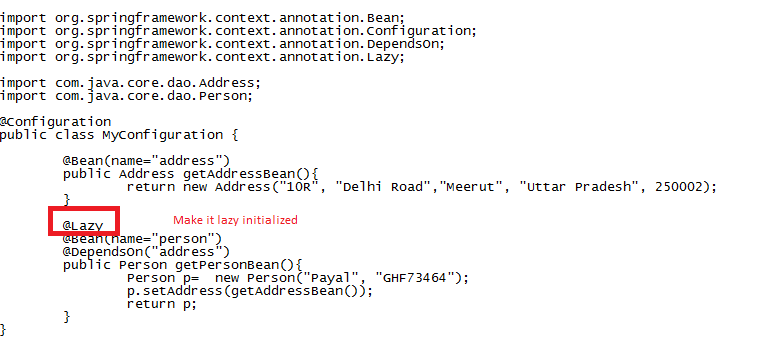 import org.springframework.context.annotation.Bean;
import org.springframework.context.annotation.Configuration;
import org.springframework.context.annotation.DependsOn;
import org.springframework.context.annotation.Lazy;
import com.java.core.dao.Address;
import com.java.core.dao.Person;
@Configuration
public class MyConfiguration {
@Bean(name="address")
public Address getAddressBean(){
return new Address("10R", "Delhi Road","Meerut", "Uttar Pradesh", 250002);
}
@Lazy Make it lazy initialized
@Bean(name="person")
@DependsOn("address")
public Person getPersonBean(){
Person p=  new Person("Payal", "GHF73464");
p.setAddress(getAddressBean());
return p;
}
}